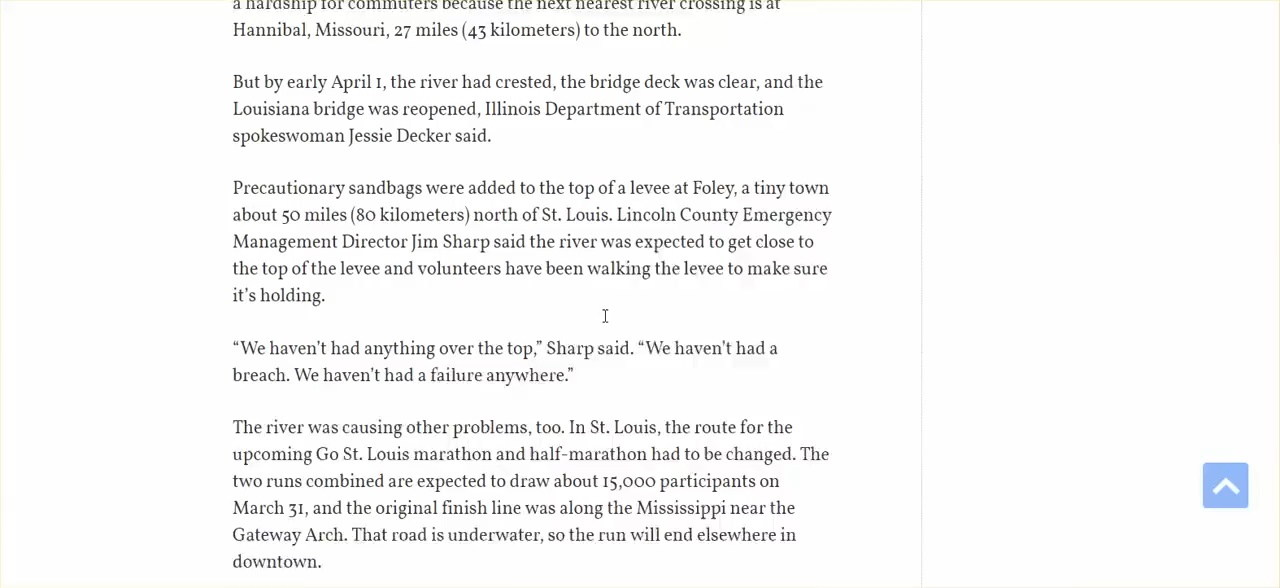 a hardship for commuters because the next nearest river crossing is at
Hannibal, Missouri, 27 miles (43 kilometers) to the north.
But by early April 1, the river had crested, the bridge deck was clear, and the
Louisiana bridge was reopened, Illinois Department of Transportation
spokeswoman Jessie Decker said.
Precautionary sandbags were added to the top of a levee at Foley, a tiny town
about 50 miles (80 kilometers) north of St. Louis. Lincoln County Emergency
Management Director Jim Sharp said the river was expected to get close to
the top of the levee and volunteers have been walking the levee to make sure
it’s holding.
“We haven’t had anything over the top,” Sharp said. “We haven’t had a
breach. We haven’t had a failure anywhere.”
The river was causing other problems, too. In St. Louis, the route for the
upcoming Go St. Louis marathon and half-marathon had to be changed. The
two runs combined are expected to draw about 15,000 participants on
March 31, and the original finish line was along the Mississippi near the
Gateway Arch. That road is underwater, so the run will end elsewhere in
downtown.